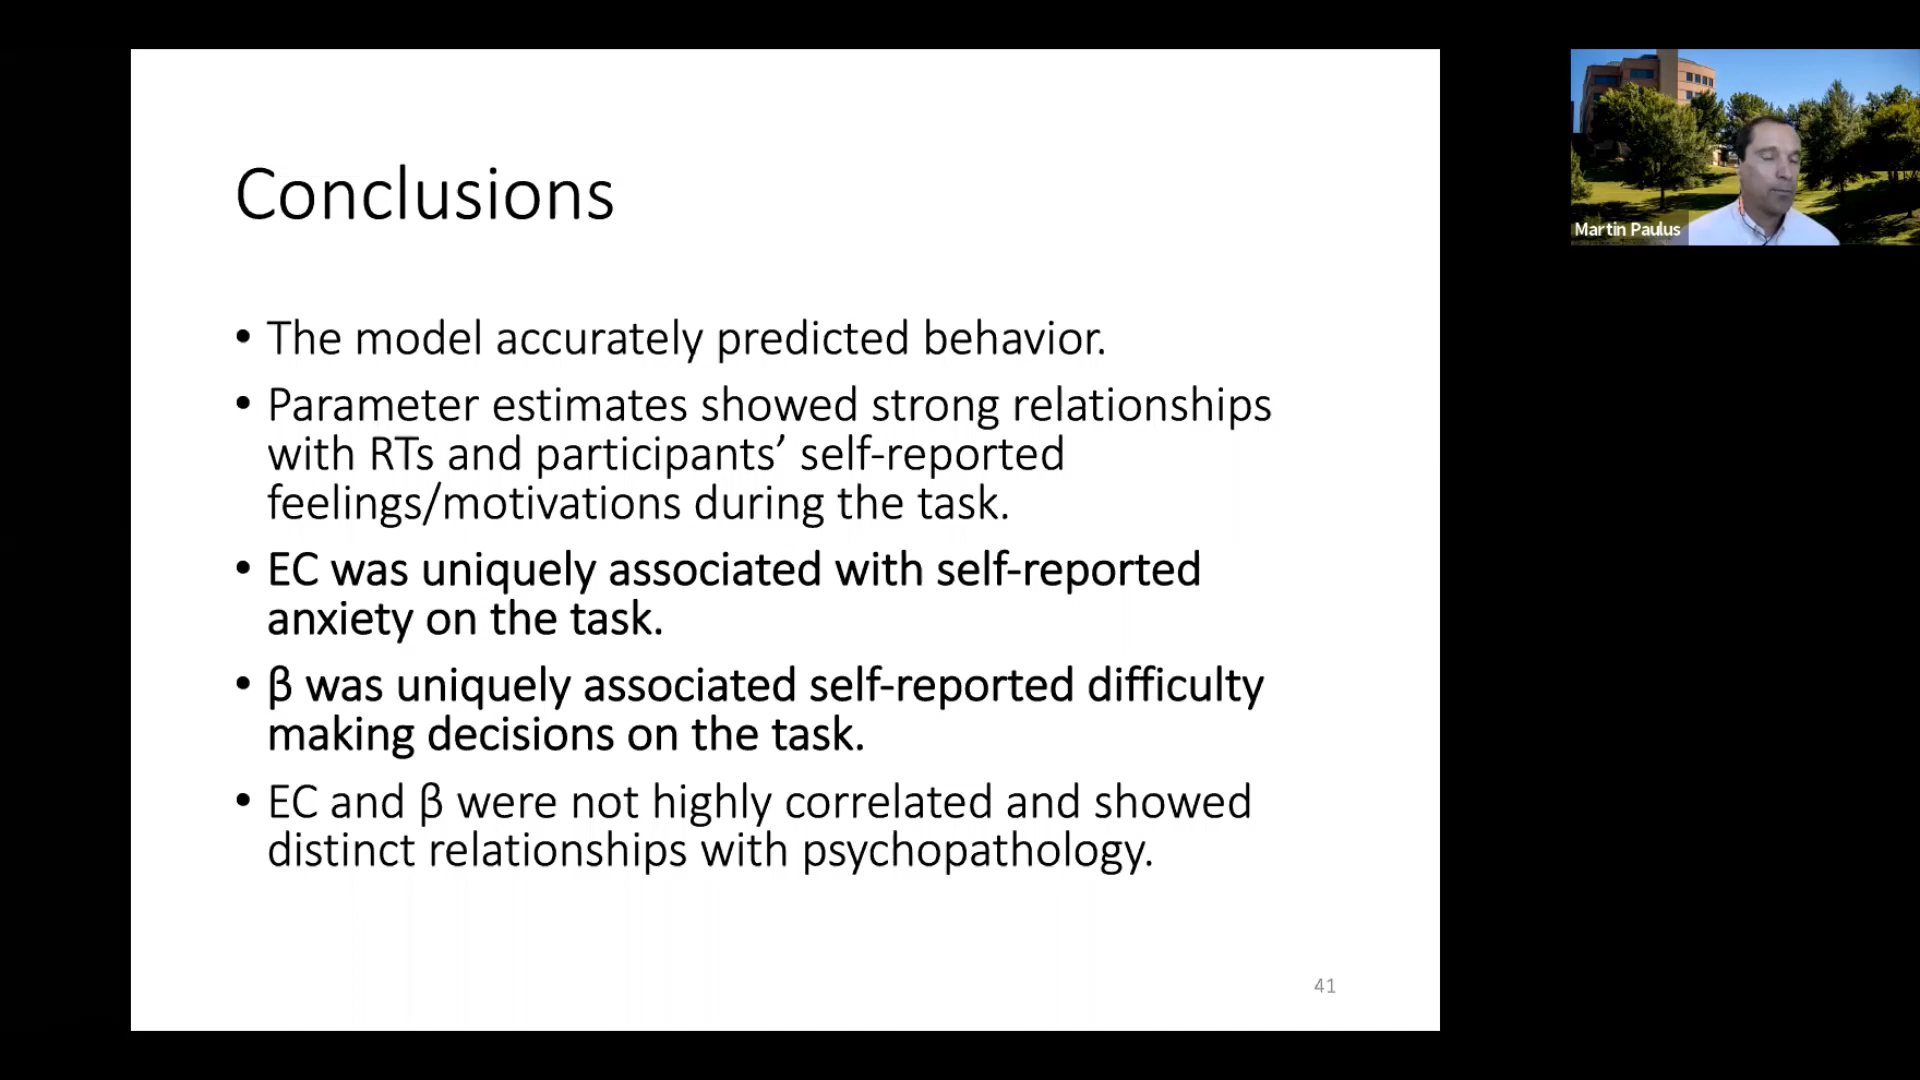 Conclusions
• The model accurately predicted behavior.
• Parameter estimates showed strong relationships
with RTs and participants’ self-reported
feelings/motivations during the task.
• EC was uniquely associated with self-reported
anxiety on the task.
• β was uniquely associated self-reported difficulty
making decisions on the task.
• EC and β were not highly correlated and showed
distinct relationships with psychopathology.
41
Martin Paulus